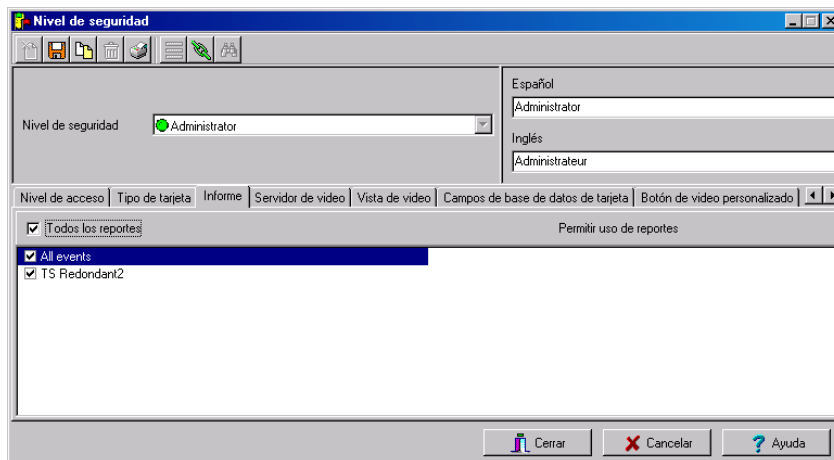 Nivel de seguridad
Español
Administrator
Nivel de seguridad
Administrator
Inglés
Administrateur
Nivel de acceso
Tipo de tarjeta
Informe
Servidor de video
Vista de video
Campos de base de datos de tarjeta
Botón de video personalizado
Todos los reportes
Permitir uso de reportes
All events
TS Redondant2
Cerrar
Cancelar
Ayuda